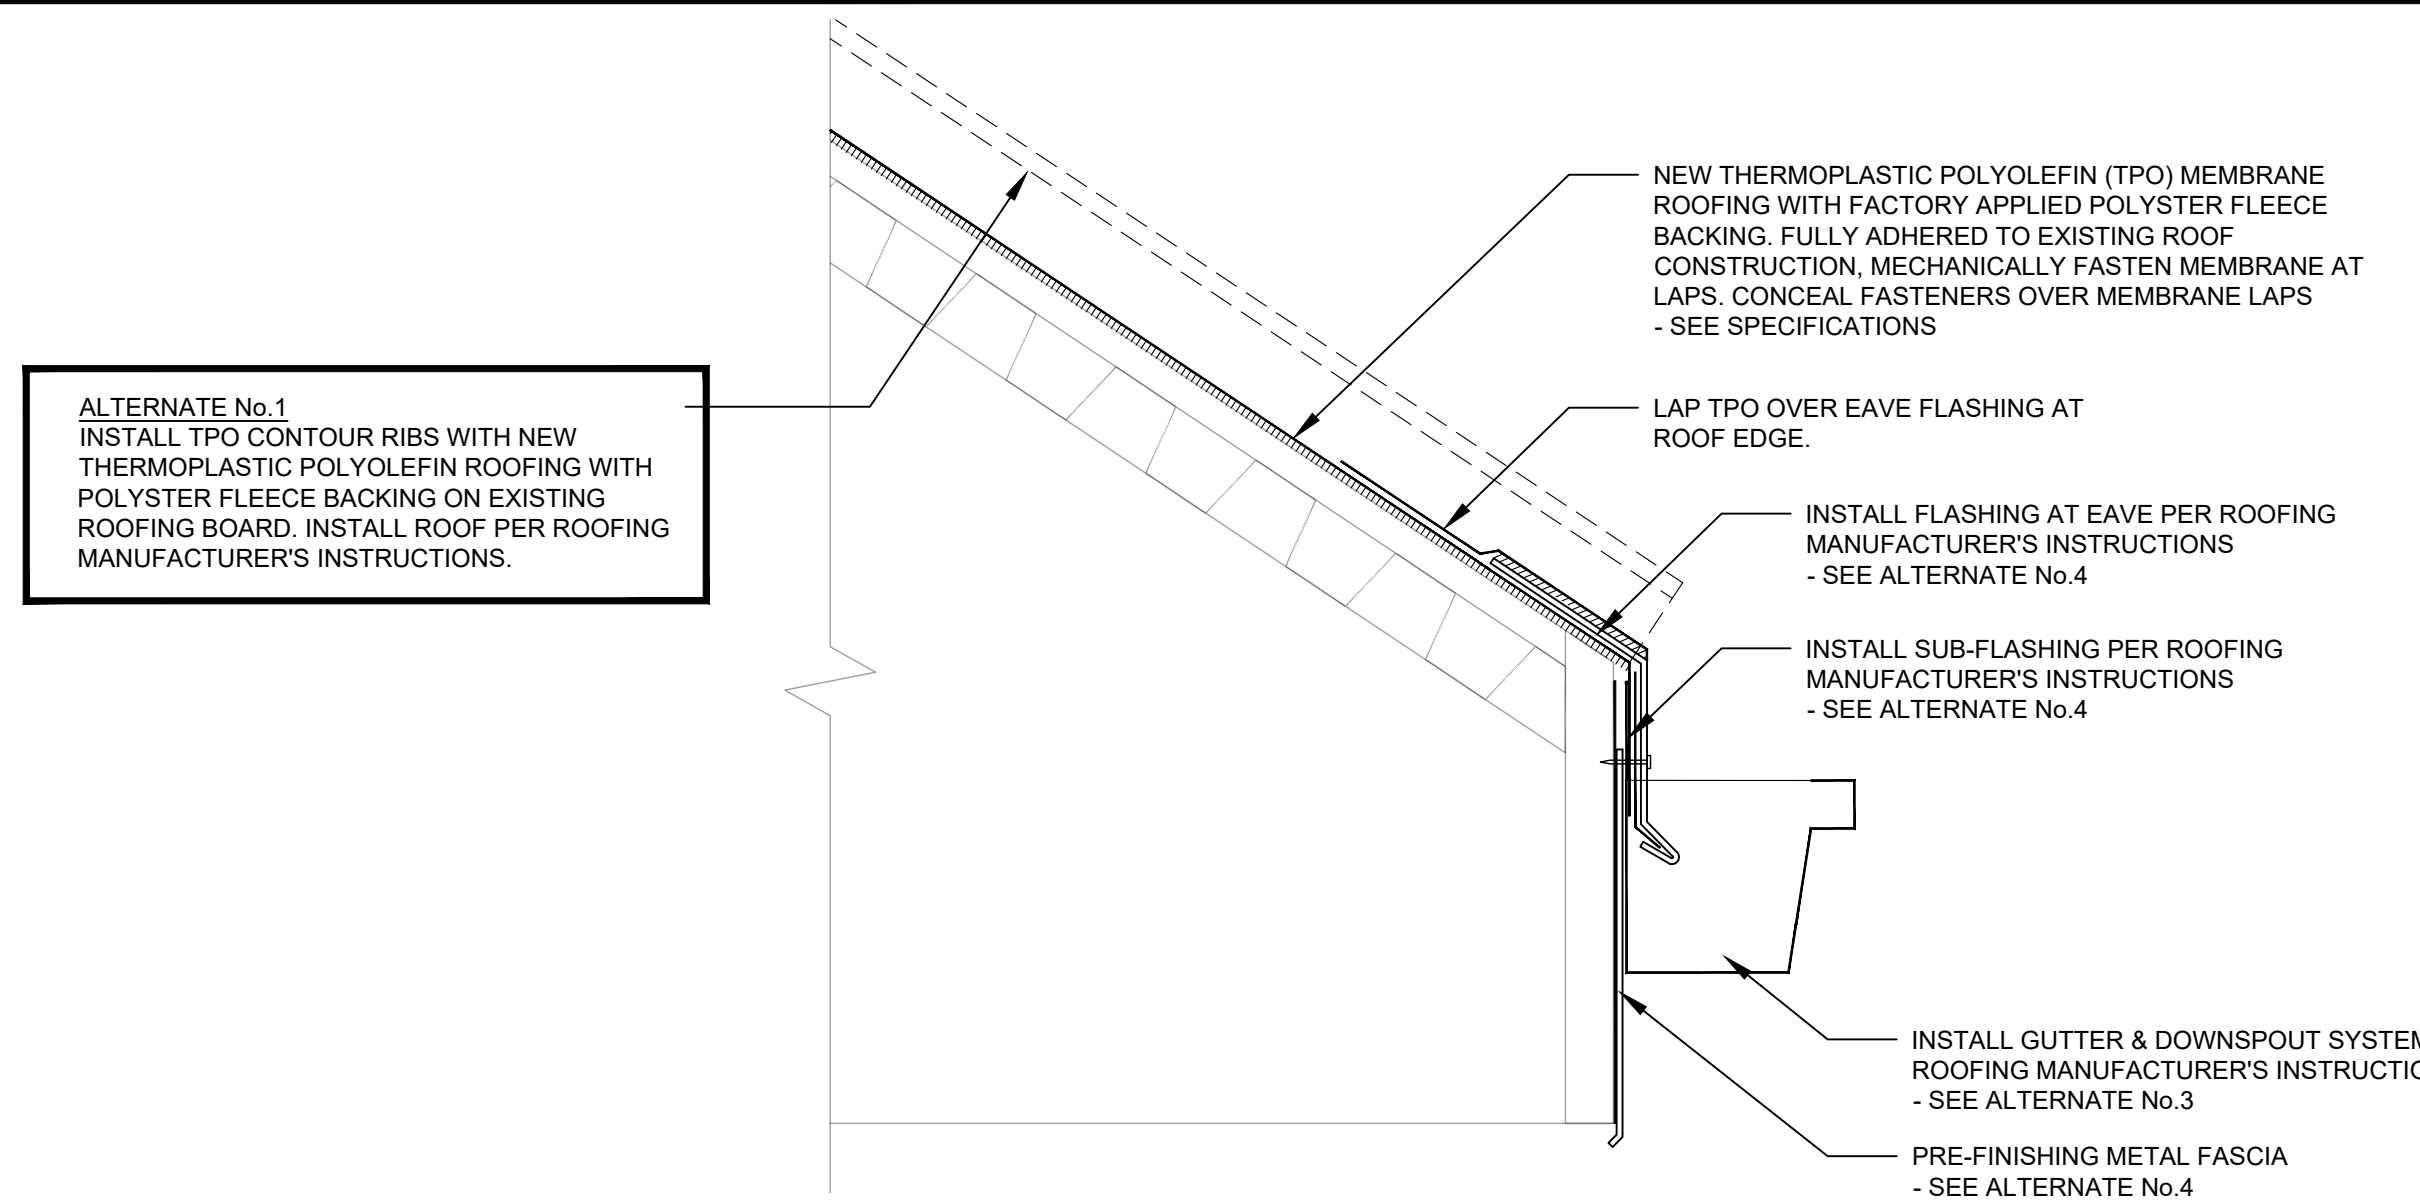 NEW THERMOPLASTIC POLYOLEFIN (TPO) MEMBRANE
ROOFING WITH FACTORY APPLIED POLYSTER FLEECE
BACKING. FULLY ADHERED TO EXISTING ROOF
CONSTRUCTION, MECHANICALLY FASTEN MEMBRANE AT
LAPS. CONCEAL FASTENERS OVER MEMBRANE LAPS
- SEE SPECIFICATIONS
ALTERNATE No.1
INSTALL TPO CONTOUR RIBS WITH NEW
THERMOPLASTIC POLYOLEFIN ROOFING WITH
POLYSTER FLEECE BACKING ON EXISTING
ROOFING BOARD. INSTALL ROOF PER ROOFING
MANUFACTURER'S INSTRUCTIONS.
LAP TPO OVER EAVE FLASHING AT
ROOF EDGE.
INSTALL FLASHING AT EAVE PER ROOFING
MANUFACTURER'S INSTRUCTIONS
- SEE ALTERNATE No.4
INSTALL SUB-FLASHING PER ROOFING
MANUFACTURER'S INSTRUCTIONS
- SEE ALTERNATE No.4
INSTALL GUTTER & DOWNSPOUT
ROOFING MANUFACTURER'S
- SEE ALTERNATE No.3
PRE-FINISHING METAL FASCIA
- SEE ALTERNATE No.4